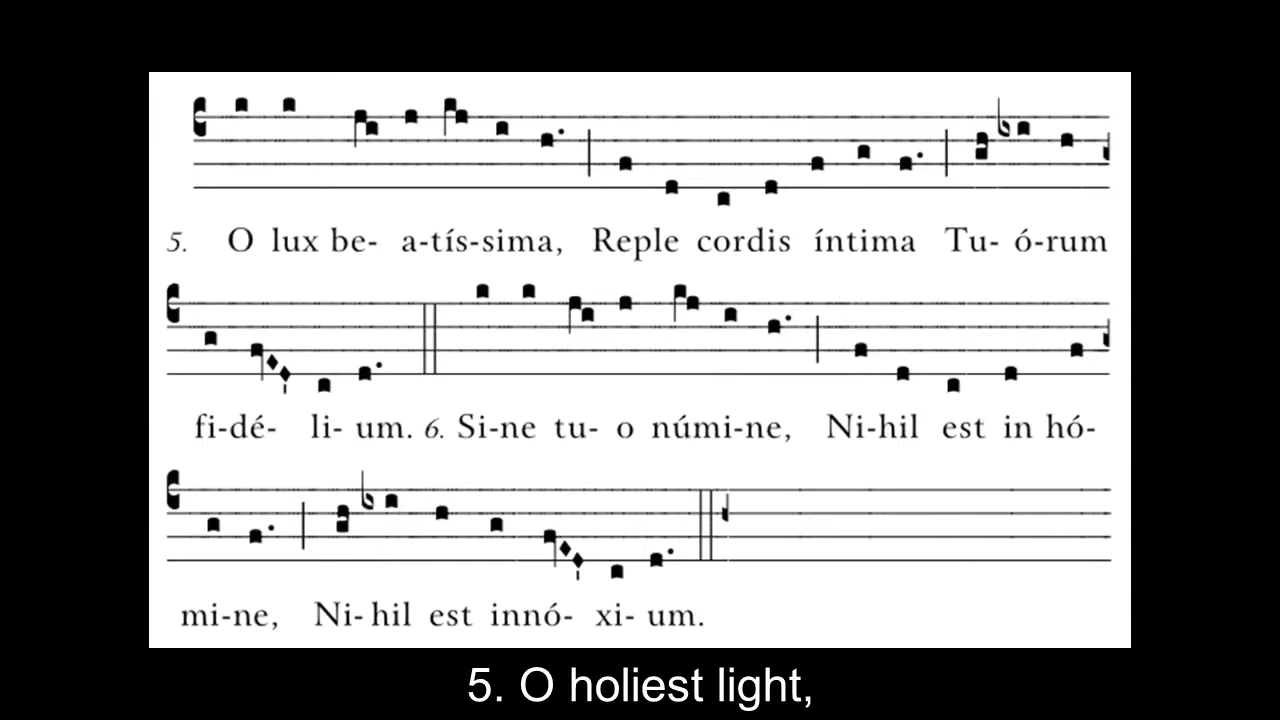 5. O lux be- a-tís-sima, Reple cordis íntima Tu- ó-rum
fi-dé- li- um. 6. Si-ne tu- o númi-ne, Ni-hil est in hó-
mi-ne, Ni- hil est innó- xi- um.
5. O holiest light,